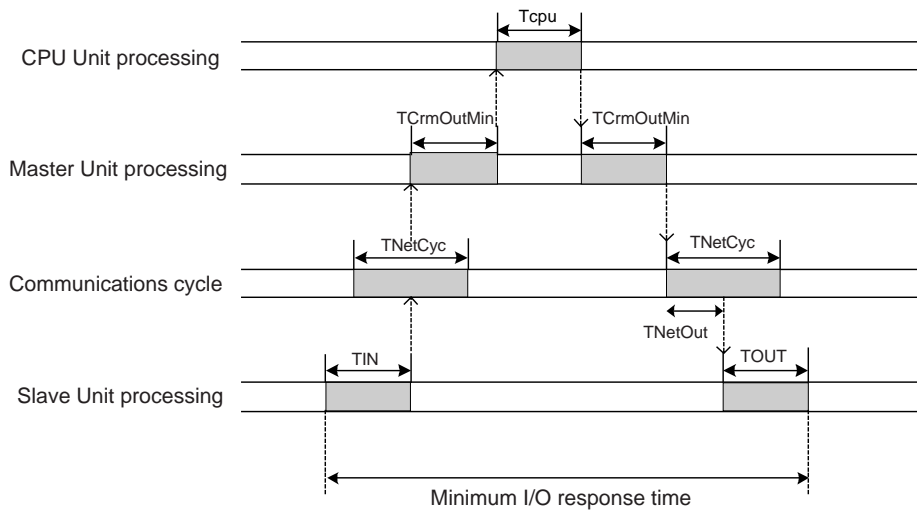 Tcpu
CPU Unit processing
TCrmOutMin
TCrmOutMin
Master Unit processing
TNetCyc
TNetCyc
Communications cycle
TNetOut
TIN
TOUT
Slave Unit processing
Minimum I/O response time